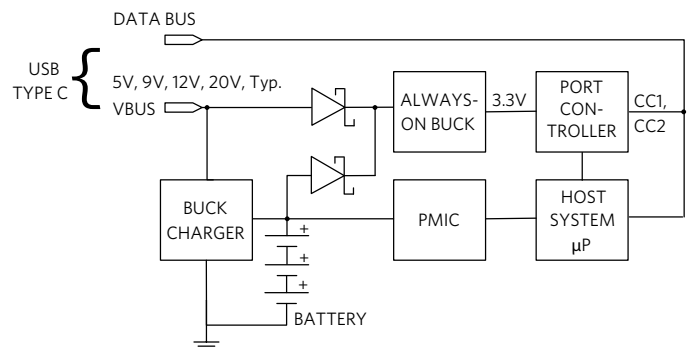 DATA BUS
USB
TYPE C
5V, 9V, 12V, 20V, Typ.
VBUS
ALWAYS-
ON BUCK
3.3V
PORT
CON-
TROLLER
CC1,
CC2
BUCK
CHARGER
PMIC
HOST
SYSTEM
μP
+
+
+
BATTERY